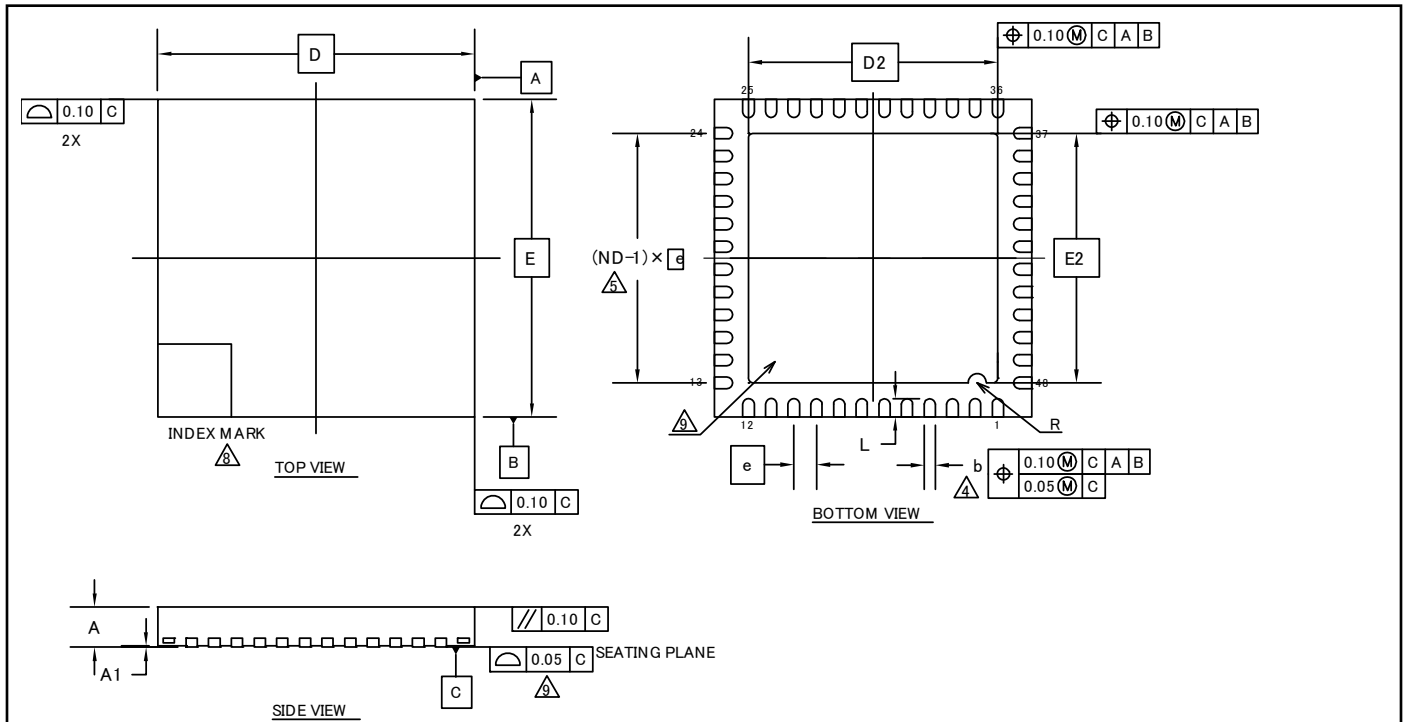 D
A
⌓ 0.10 C
2X
E
INDEX MARK
8
TOP VIEW
B
⌓ 0.10 C
2X
⌖ 0.10 Ⓜ C A B
D2
25
36
⌖ 0.10 Ⓜ C A B
24
37
(ND-1)× e
5
E2
13
48
9
12
1
L
R
e
b
4
⌖ 0.10 Ⓜ C A B
0.05 Ⓜ C
BOTTOM VIEW
A
// 0.10 C
A1
⌓ 0.05 C SEATING PLANE
9
C
SIDE VIEW